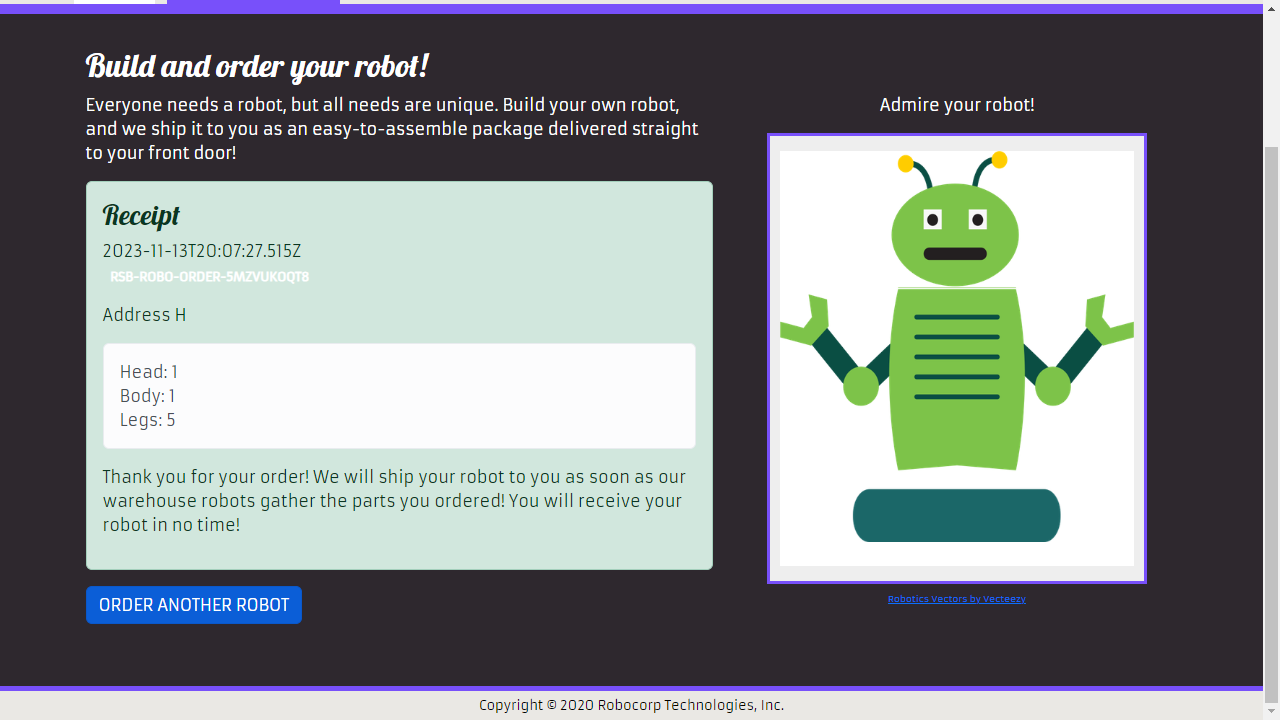 Build and order your robot!
Everyone needs a robot, but all needs are unique. Build your own robot,
and we ship it to you as an easy-to-assemble package delivered straight
to your front door!
Receipt
2023-11-13T20:07:27.515Z
RSB-ROBO-ORDER-5MZVUKOQT8
Address H
Head: 1
Body: 1
Legs: 5
Thank you for your order! We will ship your robot to you as soon as our
warehouse robots gather the parts you ordered! You will receive your
robot in no time!
ORDER ANOTHER ROBOT
Admire your robot!
Robotics Vectors by Vecteezy
Copyright © 2020 Robocorp Technologies, Inc.